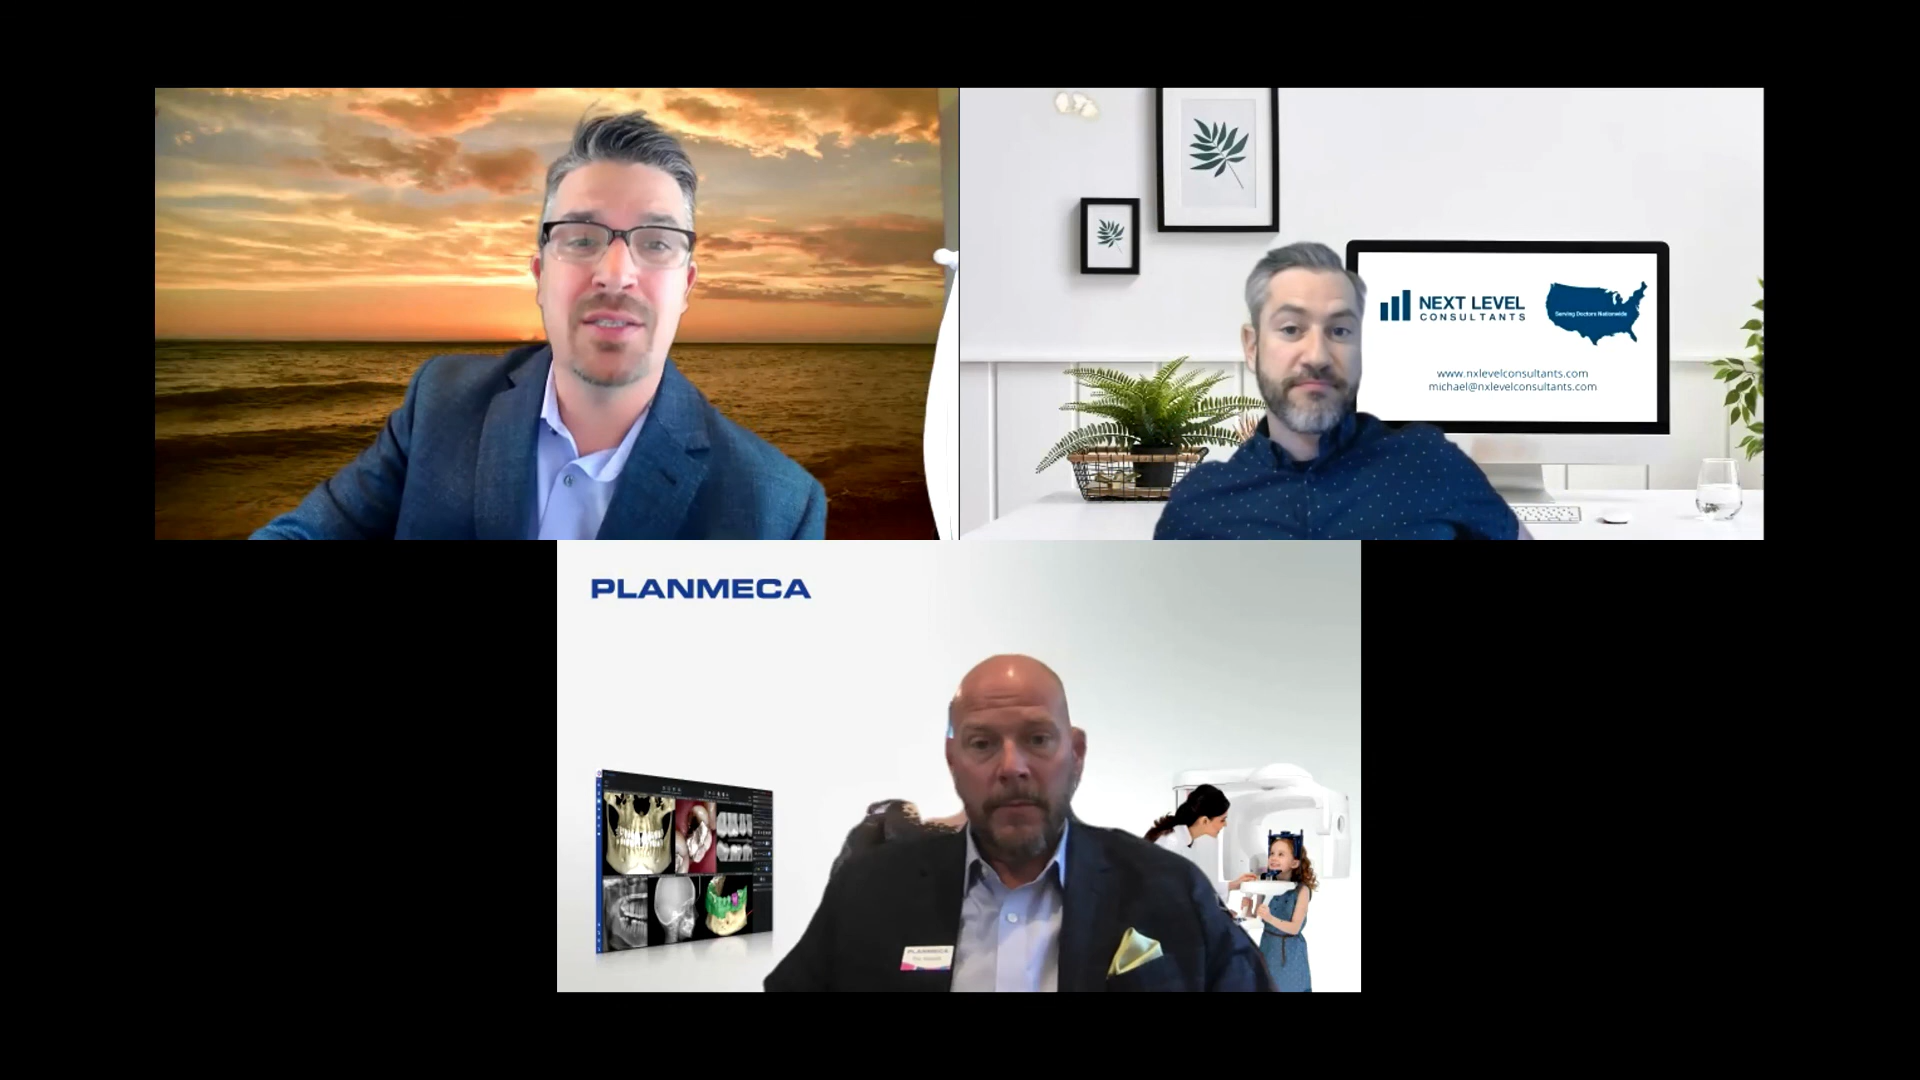 NEXT LEVEL
CONSULTANTS
Serving Doctors Nationwide
www.nxlevelconsultants.com
michael@nxlevelconsultants.com
PLANMECA
PLANMECA